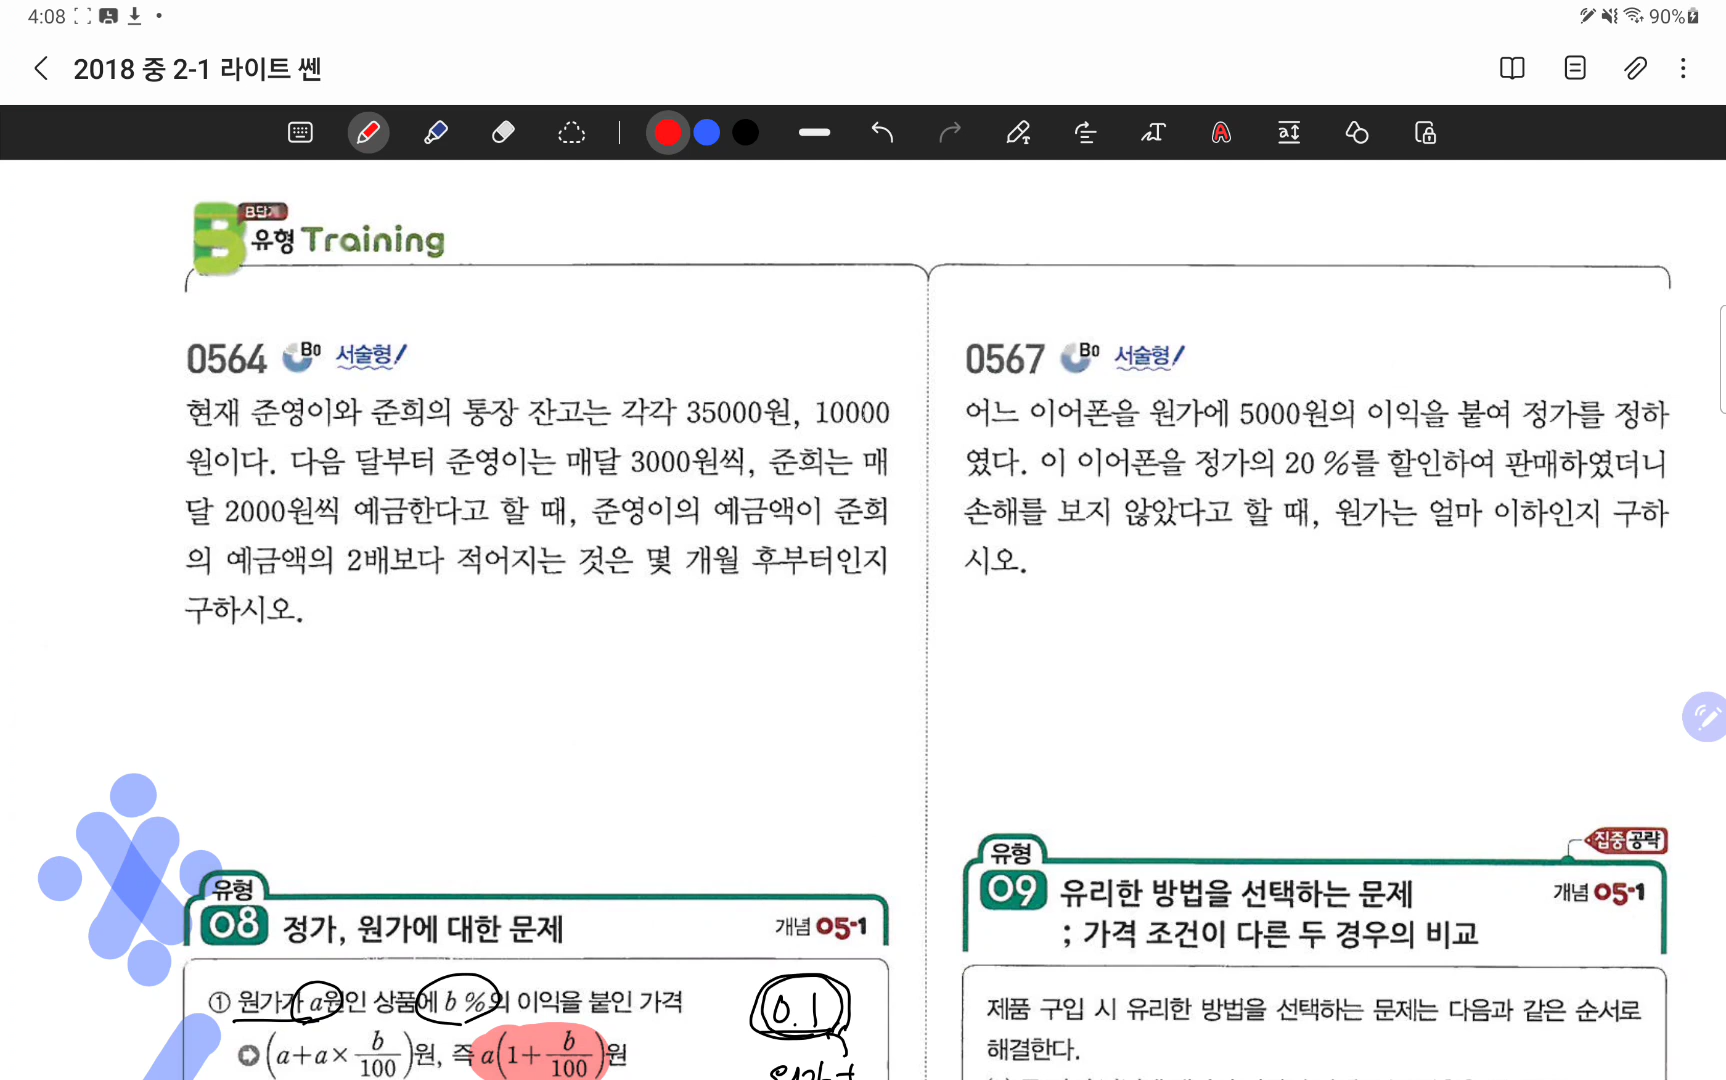 4:08
90%
2018 중 2-1 라이트 쎈
B단계
B 유형 Training
0564 B0 서술형
현재 준영이와 준희의 통장 잔고는 각각 35000원, 10000
원이다. 다음 달부터 준영이는 매달 3000원씩, 준희는 매
달 2000원씩 예금한다고 할 때, 준영이의 예금액이 준희
의 예금액의 2배보다 적어지는 것은 몇 개월 후부터인지
구하시오.
유형
08 정가, 원가에 대한 문제 개념 05-1
① 원가가 a원인 상품에 b %의 이익을 붙인 가격
(a+a×b/100)원, 즉 a(1+b/100)원
0.1
0567 B0 서술형
어느 이어폰을 원가에 5000원의 이익을 붙여 정가를 정하
였다. 이 이어폰을 정가의 20 %를 할인하여 판매하였더니
손해를 보지 않았다고 할 때, 원가는 얼마 이하인지 구하
시오.
집중 공략
유형
09 유리한 방법을 선택하는 문제 개념 05-1
; 가격 조건이 다른 두 경우의 비교
제품 구입 시 유리한 방법을 선택하는 문제는 다음과 같은 순서로
해결한다.